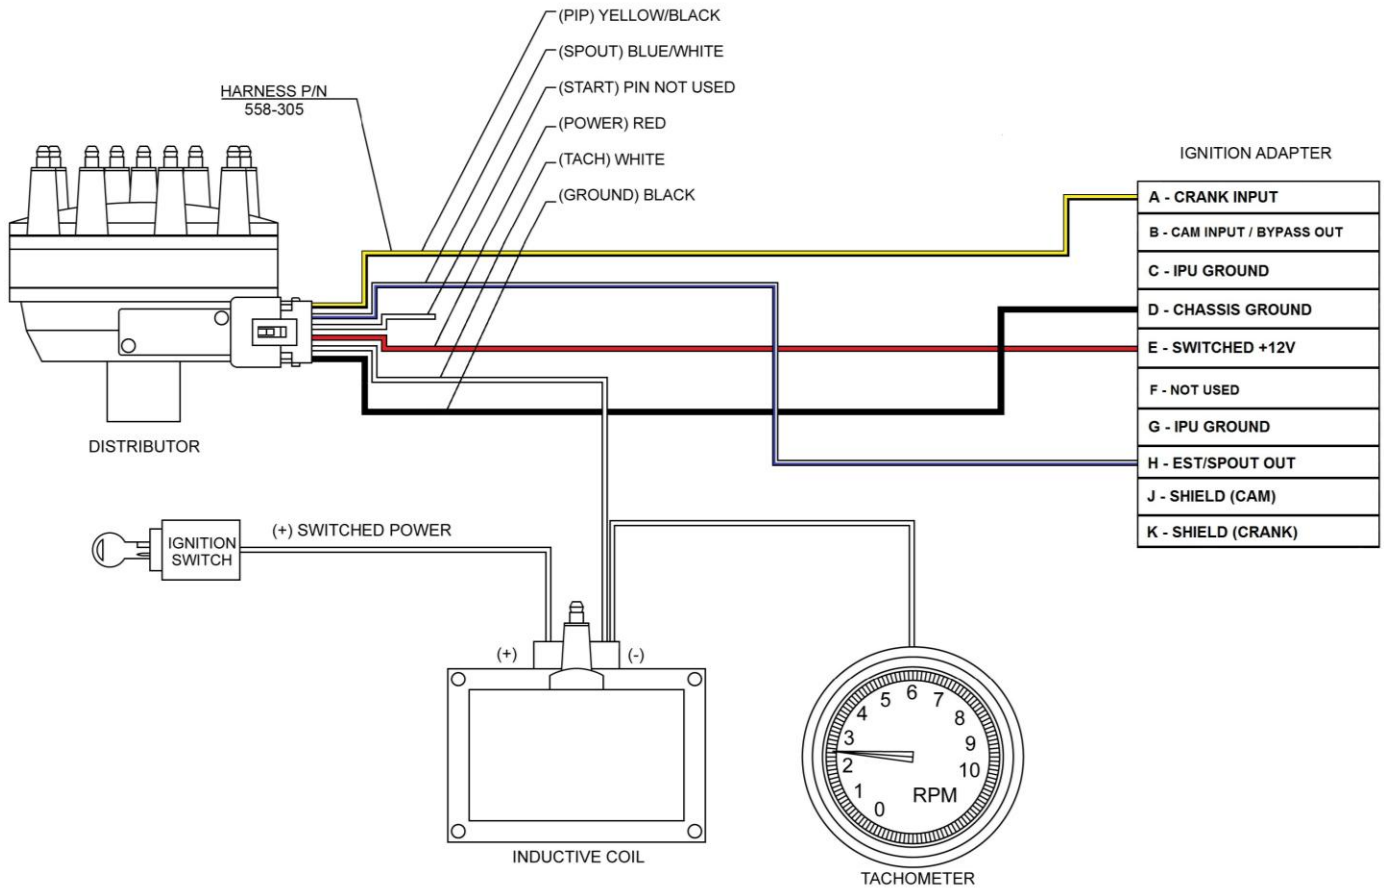 (PIP) YELLOW/BLACK
(SPOUT) BLUE/WHITE
(START) PIN NOT USED
(POWER) RED
(TACH) WHITE
(GROUND) BLACK
HARNESS P/N
558-305
DISTRIBUTOR
IGNITION ADAPTER
A - CRANK INPUT
B - CAM INPUT / BYPASS OUT
C - IPU GROUND
D - CHASSIS GROUND
E - SWITCHED +12V
F - NOT USED
G - IPU GROUND
H - EST/SPOUT OUT
J - SHIELD (CAM)
K - SHIELD (CRANK)
IGNITION
SWITCH
(+) SWITCHED POWER
(+)
(-)
INDUCTIVE COIL
0
1
2
3
4
5
6
7
8
9
10
RPM
TACHOMETER